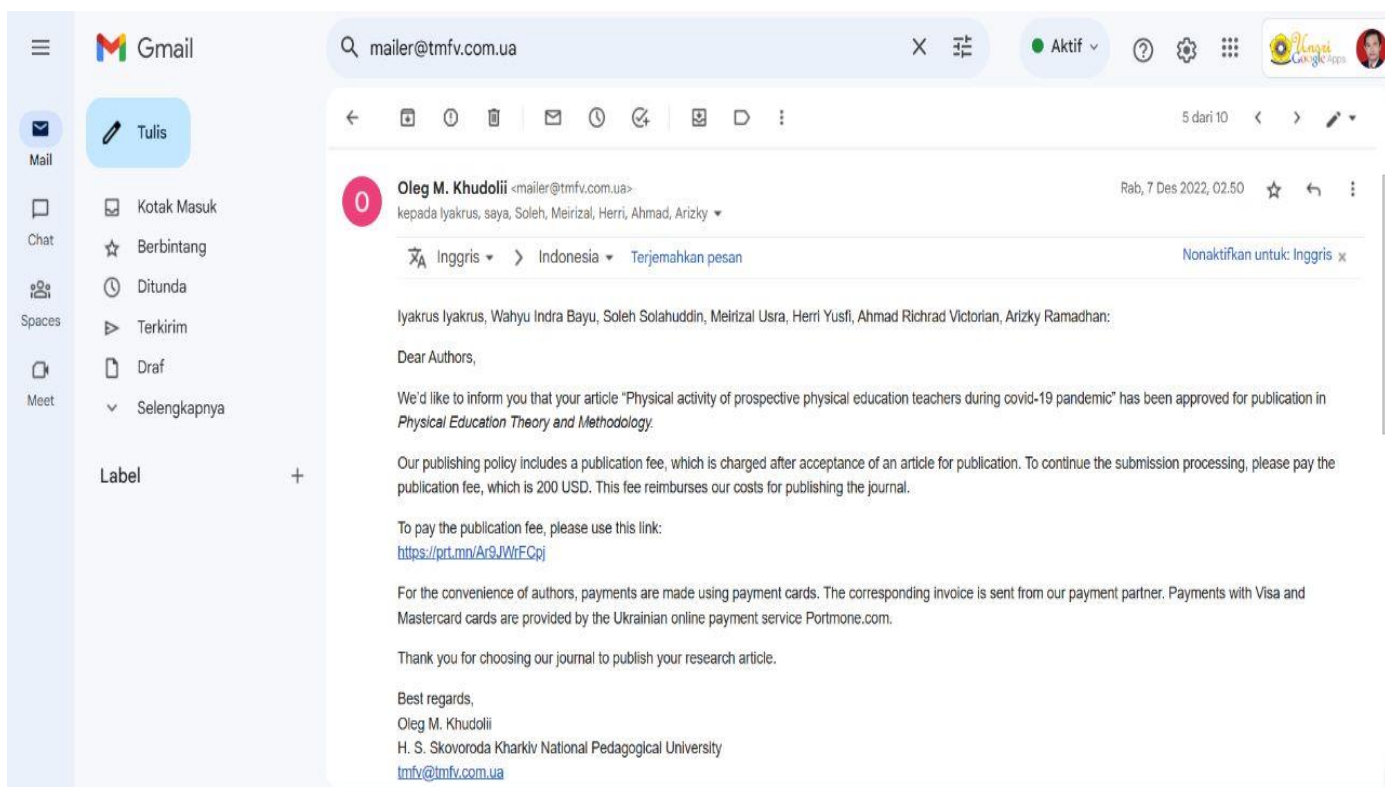 Gmail
mailer@tmfv.com.ua
Aktif
Unsri
Google Apps
Mail
Chat
Spaces
Meet
Tulis
Kotak Masuk
Berbintang
Ditunda
Terkirim
Draf
Selengkapnya
Label
5 dari 10
O
Oleg M. Khudolii <mailer@tmfv.com.ua>
Rab, 7 Des 2022, 02.50
kepada Iyakrus, saya, Soleh, Meirizal, Herri, Ahmad, Arizky
Inggris
Indonesia
Terjemahkan pesan
Nonaktifkan untuk: Inggris x
Iyakrus Iyakrus, Wahyu Indra Bayu, Soleh Solahuddin, Meirizal Usra, Herri Yusfi, Ahmad Richrad Victorian, Arizky Ramadhan:
Dear Authors,
We'd like to inform you that your article "Physical activity of prospective physical education teachers during covid-19 pandemic" has been approved for publication in
Physical Education Theory and Methodology.
Our publishing policy includes a publication fee, which is charged after acceptance of an article for publication. To continue the submission processing, please pay the
publication fee, which is 200 USD. This fee reimburses our costs for publishing the journal.
To pay the publication fee, please use this link:
https://prt.mn/Ar9JWrFCpj
For the convenience of authors, payments are made using payment cards. The corresponding invoice is sent from our payment partner. Payments with Visa and
Mastercard cards are provided by the Ukrainian online payment service Portmone.com.
Thank you for choosing our journal to publish your research article.
Best regards,
Oleg M. Khudolii
H. S. Skovoroda Kharkiv National Pedagogical University
tmfv@tmfv.com.ua